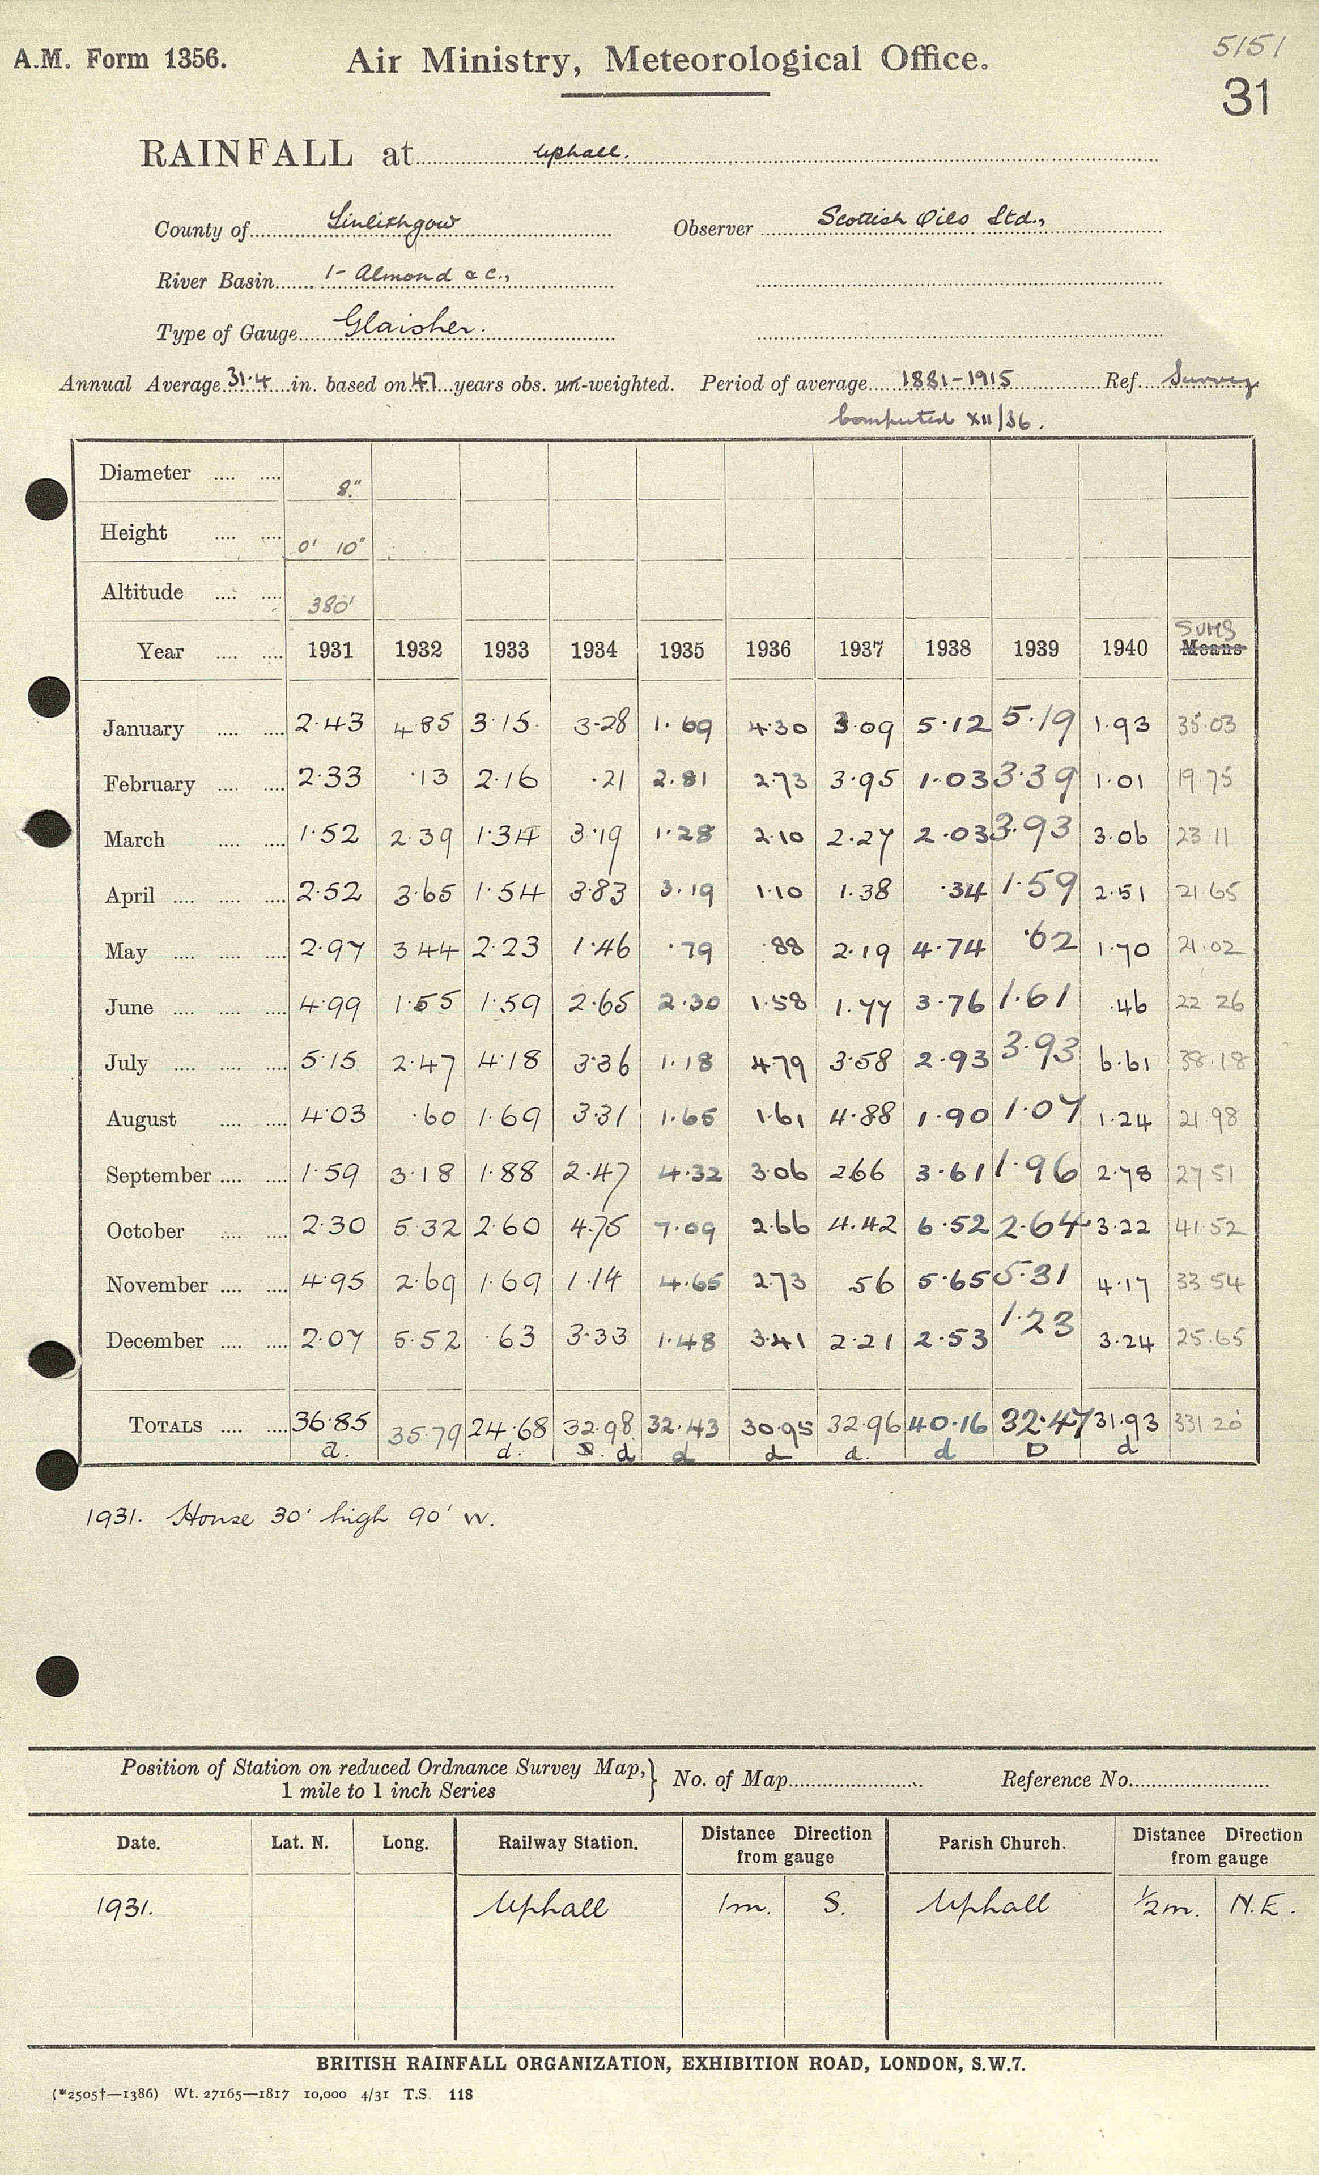 A.M. Form 1356.
Air Ministry, Meteorological Office.
5151
31
RAINFALL at Uphall.
County of Linlithgow
Observer Scottish Oils Ltd.,
River Basin 1- Almond &c.,
Type of Gauge Glaisher.
Annual Average 31.4 in. based on 47 years obs. un-weighted. Period of average 1881-1915 Ref. Survey
Computed XII/36.
Diameter .... .... 8"
Height .... .... 0' 10"
Altitude .... .... 380'
SUMS
Year .... .... 1931 1932 1933 1934 1935 1936 1937 1938 1939 1940 Means
January .... .... 2.43 4.85 3.15 3.28 1.69 4.30 3.09 5.12 5.19 1.93 35.03
February .... .... 2.33 .13 2.16 .21 2.81 2.73 3.95 1.03 3.39 1.01 19.75
March .... .... 1.52 2.39 1.34 3.19 1.28 2.10 2.27 2.03 3.93 3.06 23.11
April .... .... .... 2.52 3.65 1.54 3.83 3.19 1.10 1.38 .34 1.59 2.51 21.65
May .... .... .... 2.97 3.44 2.23 1.46 .79 .88 2.19 4.74 .62 1.70 21.02
June .... .... .... 4.99 1.55 1.59 2.65 2.30 1.58 1.77 3.76 1.61 .46 22.26
July .... .... .... 5.15 2.47 4.18 3.36 1.18 4.79 3.58 2.93 3.93 6.61 38.18
August .... .... 4.03 .60 1.69 3.31 1.65 1.61 4.88 1.90 1.07 1.24 21.98
September .... .... 1.59 3.18 1.88 2.47 4.32 3.06 2.66 3.61 1.96 2.78 27.51
October .... .... 2.30 5.32 2.60 4.75 7.09 2.66 4.42 6.52 2.64 3.22 41.52
November .... .... 4.95 2.69 1.69 1.14 4.65 2.73 .56 5.65 5.31 4.17 33.54
December .... .... 2.07 5.52 .63 3.33 1.48 3.41 2.21 2.53 1.23 3.24 25.65
TOTALS .... .... 36.85 35.79 24.68 32.98 32.43 30.95 32.96 40.16 32.47 31.93 331.20
d. d. d d d d. d D d
1931. House 30' high 90' W.
Position of Station on reduced Ordnance Survey Map,
1 mile to 1 inch Series
No. of Map
Reference No.
Date. Lat. N. Long. Railway Station. Distance Direction from gauge Parish Church. Distance Direction from gauge
1931. Uphall 1m. S. Uphall ½m. N.E.
BRITISH RAINFALL ORGANIZATION, EXHIBITION ROAD, LONDON, S.W.7.
(*2505†—1386) Wt. 27165—1817 10,000 4/31 T.S. 118